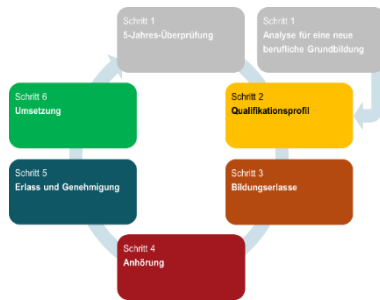 Schritt 1
5-Jahres-Überprüfung
Schritt 1
Analyse für eine neue
berufliche Grundbildung
Schritt 2
Qualifikationsprofil
Schritt 3
Bildungserlasse
Schritt 4
Anhörung
Schritt 5
Erlass und Genehmigung
Schritt 6
Umsetzung